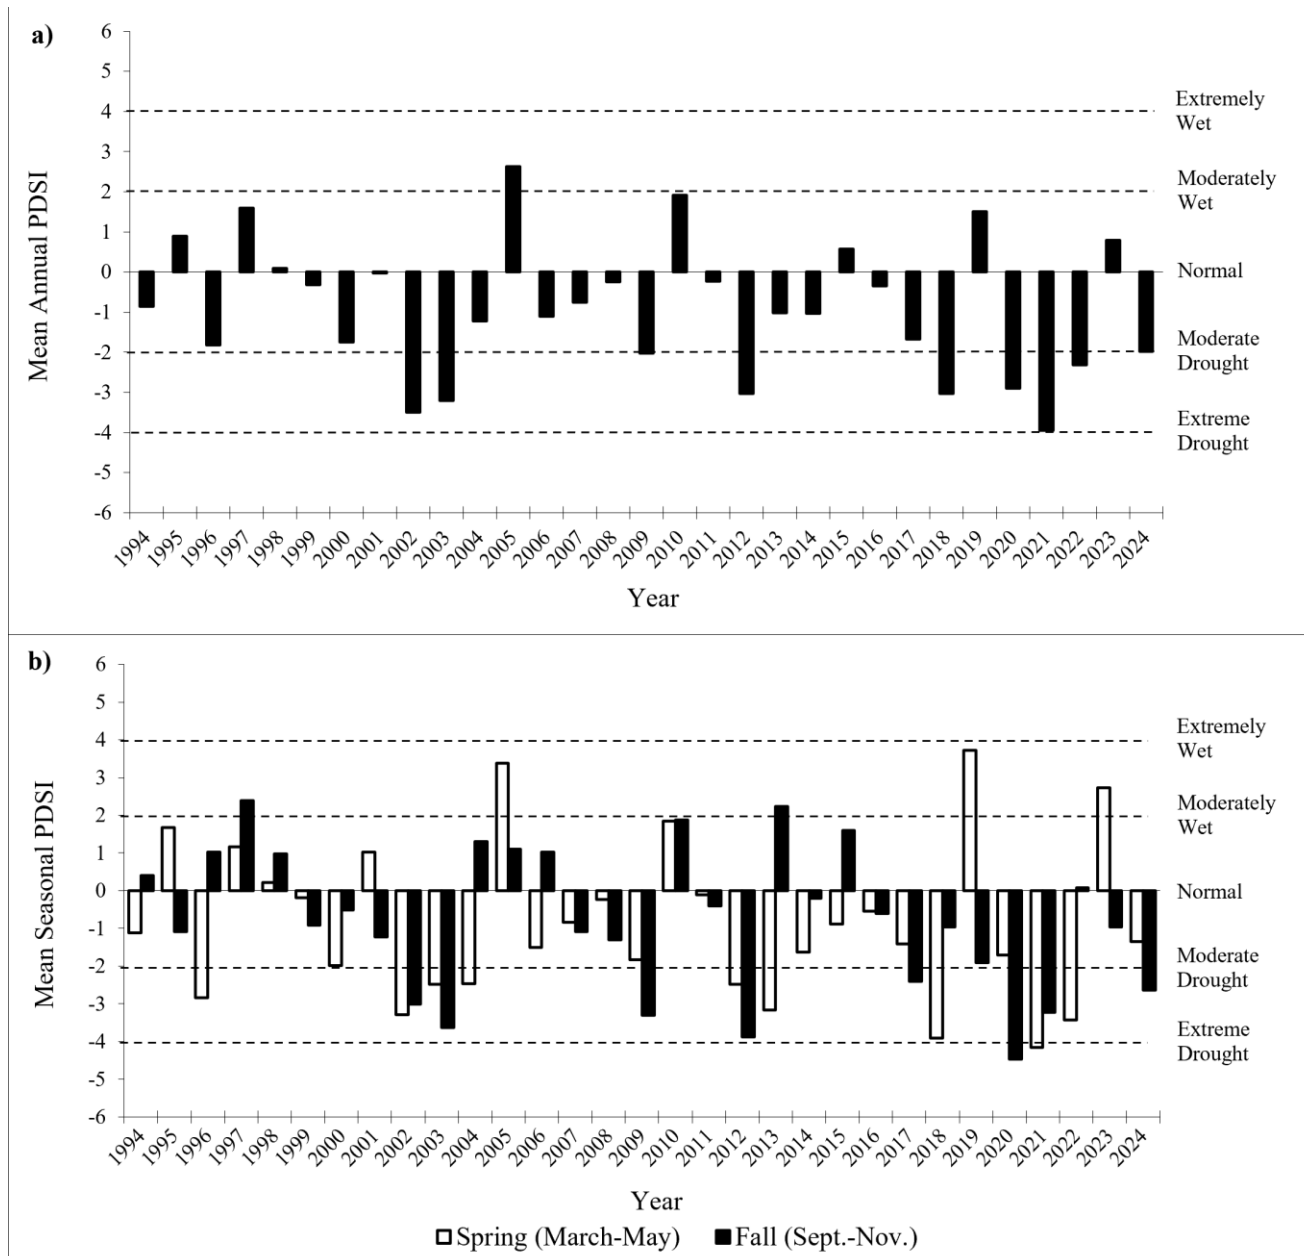 a)
6
5
4
3
2
1
0
-1
-2
-3
-4
-5
-6
Mean Annual PDSI
Extremely
Wet
Moderately
Wet
Normal
Moderate
Drought
Extreme
Drought
1994 1995 1996 1997 1998 1999 2000 2001 2002 2003 2004 2005 2006 2007 2008 2009 2010 2011 2012 2013 2014 2015 2016 2017 2018 2019 2020 2021 2022 2023 2024
Year
b)
6
5
4
3
2
1
0
-1
-2
-3
-4
-5
-6
Mean Seasonal PDSI
Extremely
Wet
Moderately
Wet
Normal
Moderate
Drought
Extreme
Drought
1994 1995 1996 1997 1998 1999 2000 2001 2002 2003 2004 2005 2006 2007 2008 2009 2010 2011 2012 2013 2014 2015 2016 2017 2018 2019 2020 2021 2022 2023 2024
Year
Spring (March-May) Fall (Sept.-Nov.)